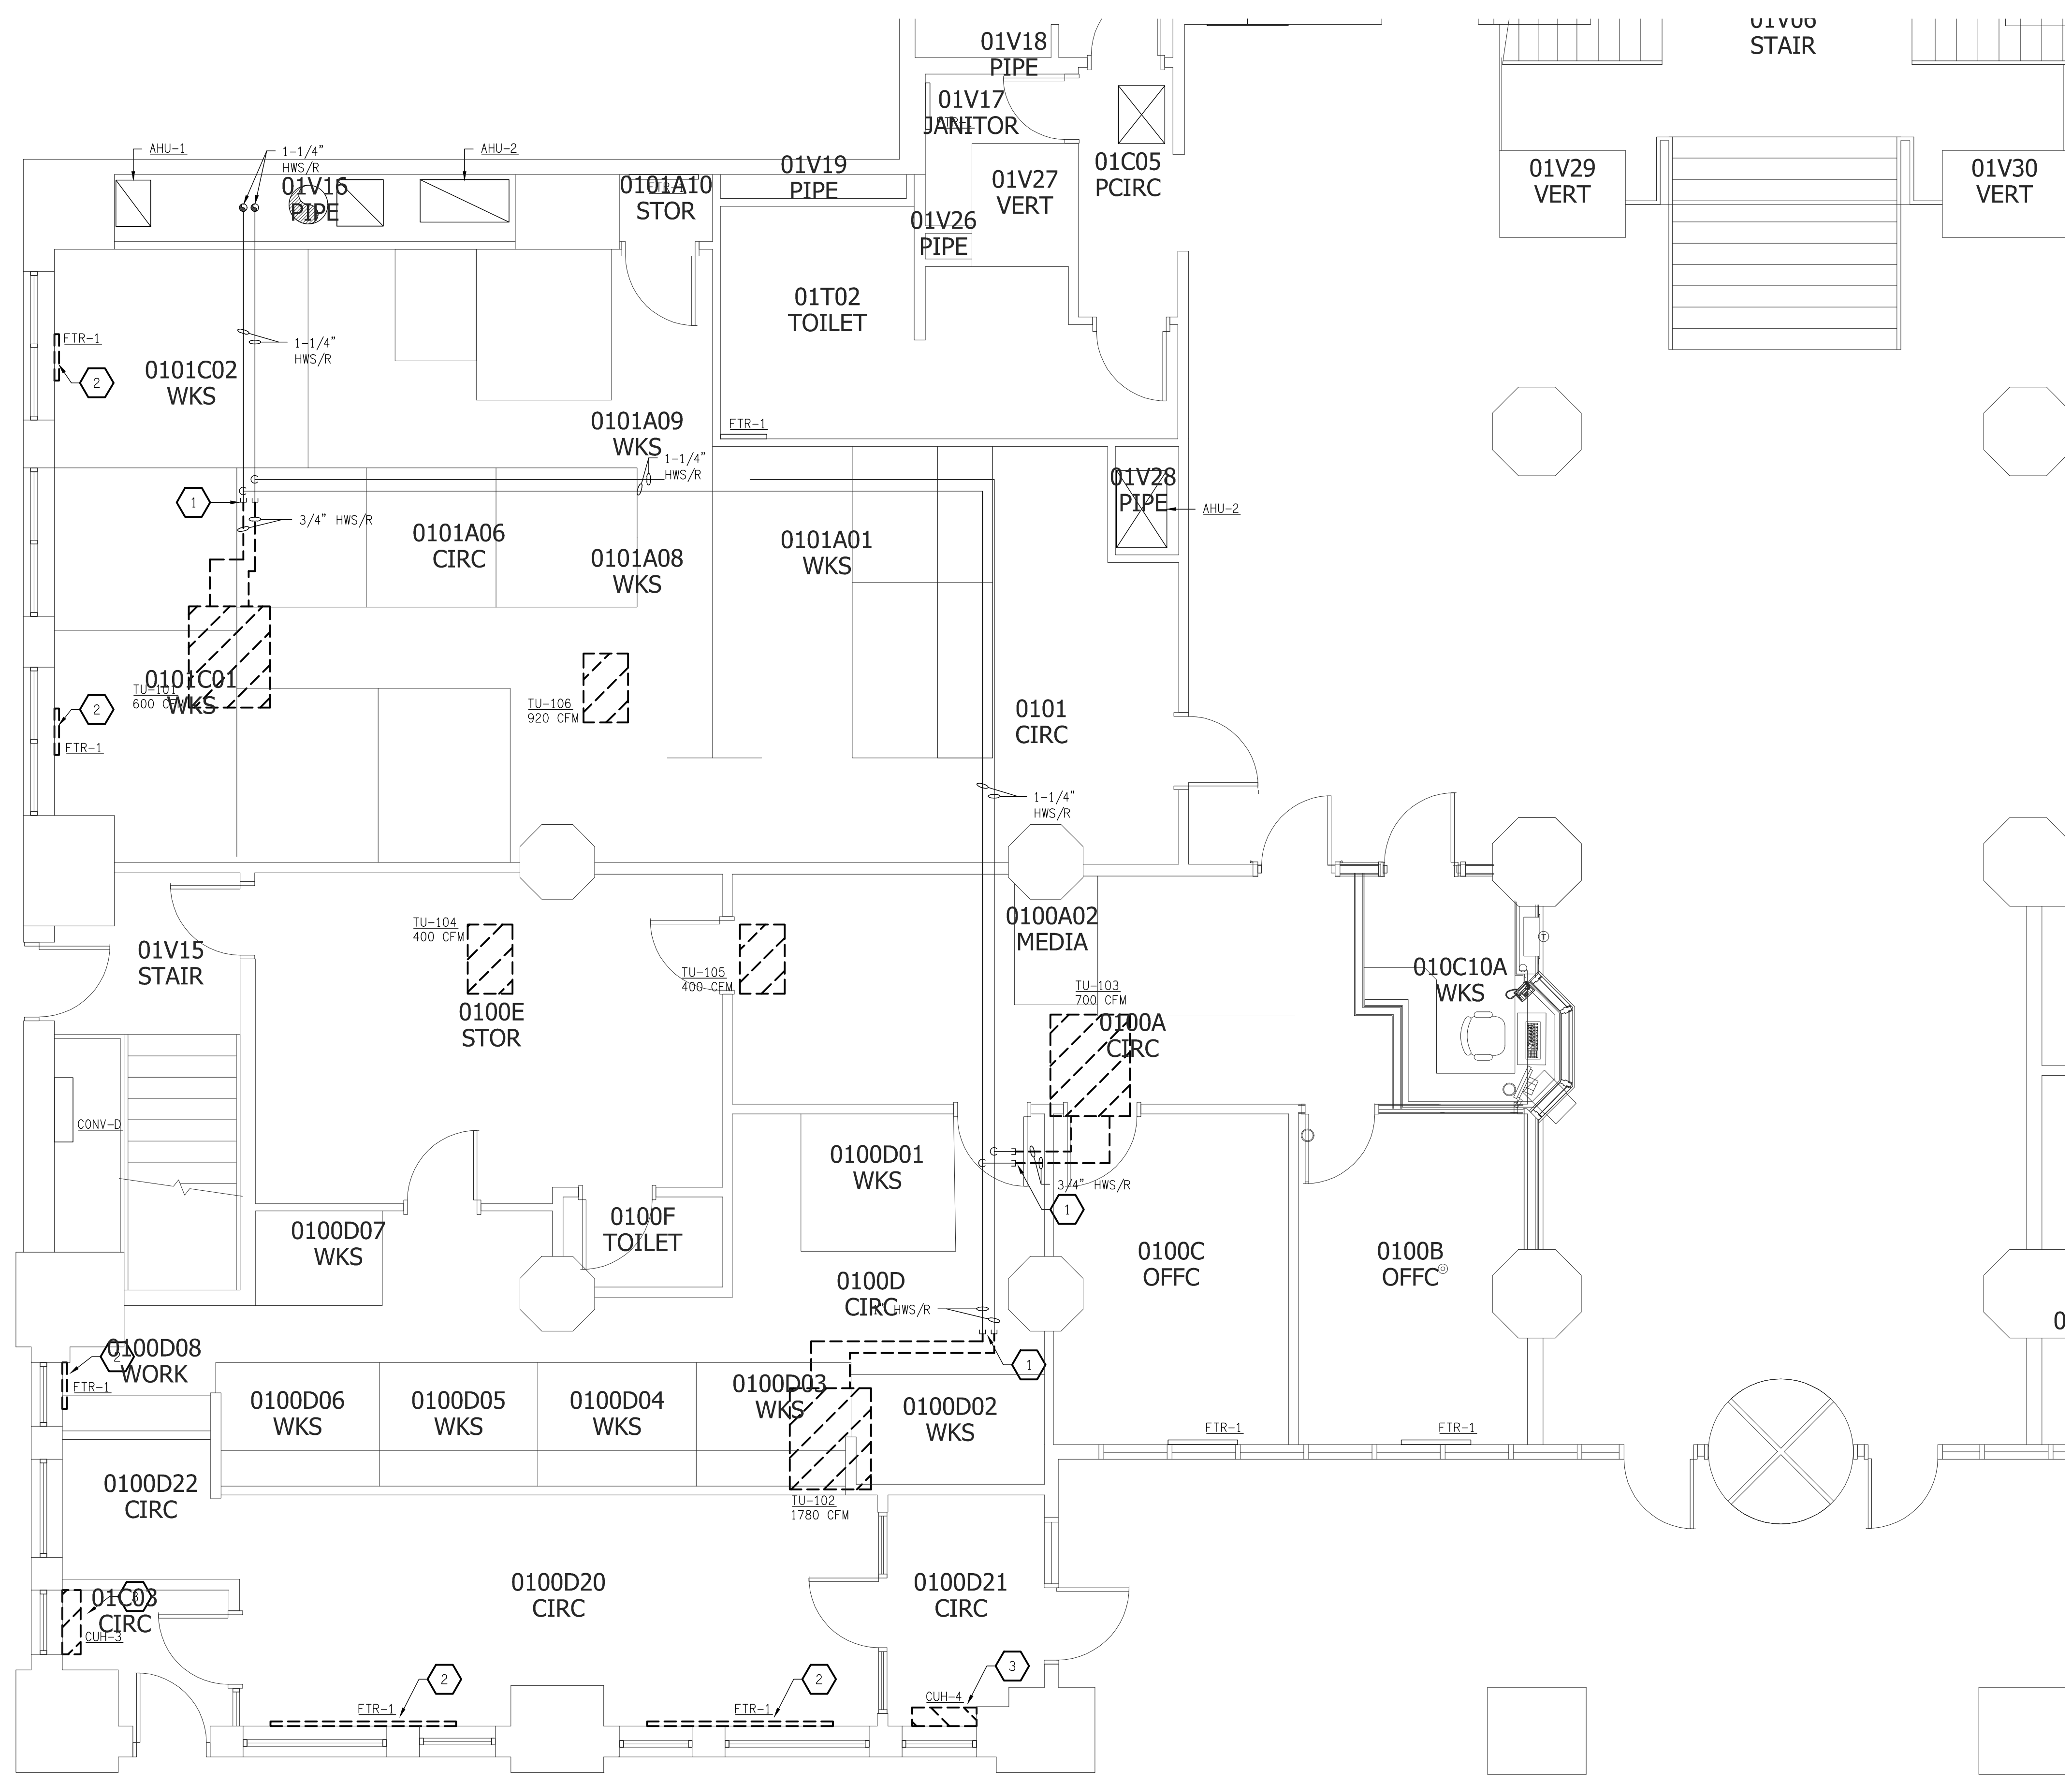 01V06
STAIR
01V18
PIPE
01V17
JANITOR
FTR-1
AHU-1
1-1/4"
HWS/R
AHU-2
01V16
PIPE
0101A10
STOR
FTR-1
01V19
PIPE
01V27
VERT
01C05
PCIRC
01V26
PIPE
01V29
VERT
01V30
VERT
01T02
TOILET
FTR-1
0101C02
WKS
2
1-1/4"
HWS/R
0101A09
WKS
FTR-1
1-1/4"
HWS/R
01V28
PIPE
AHU-2
1
3/4" HWS/R
0101A06
CIRC
0101A08
WKS
0101A01
WKS
0101C01
WKS
TU-101
600 CFM
2
FTR-1
TU-106
920 CFM
0101
CIRC
1-1/4"
HWS/R
TU-104
400 CFM
01V15
STAIR
0100E
STOR
TU-105
400 CFM
0100A02
MEDIA
TU-103
700 CFM
0100A
CIRC
010C10A
WKS
T
CONV-D
0100D01
WKS
3/4" HWS/R
1
0100D07
WKS
0100F
TOILET
0100D
CIRC
HWS/R
0100C
OFFC
0100B
OFFC
0100D08
WORK
2
FTR-1
1
0100D06
WKS
0100D05
WKS
0100D04
WKS
0100D03
WKS
0100D02
WKS
FTR-1
FTR-1
0100D22
CIRC
TU-102
1780 CFM
01C03
CIRC
3
CUH-3
0100D20
CIRC
0100D21
CIRC
FTR-1
2
FTR-1
2
CUH-4
3